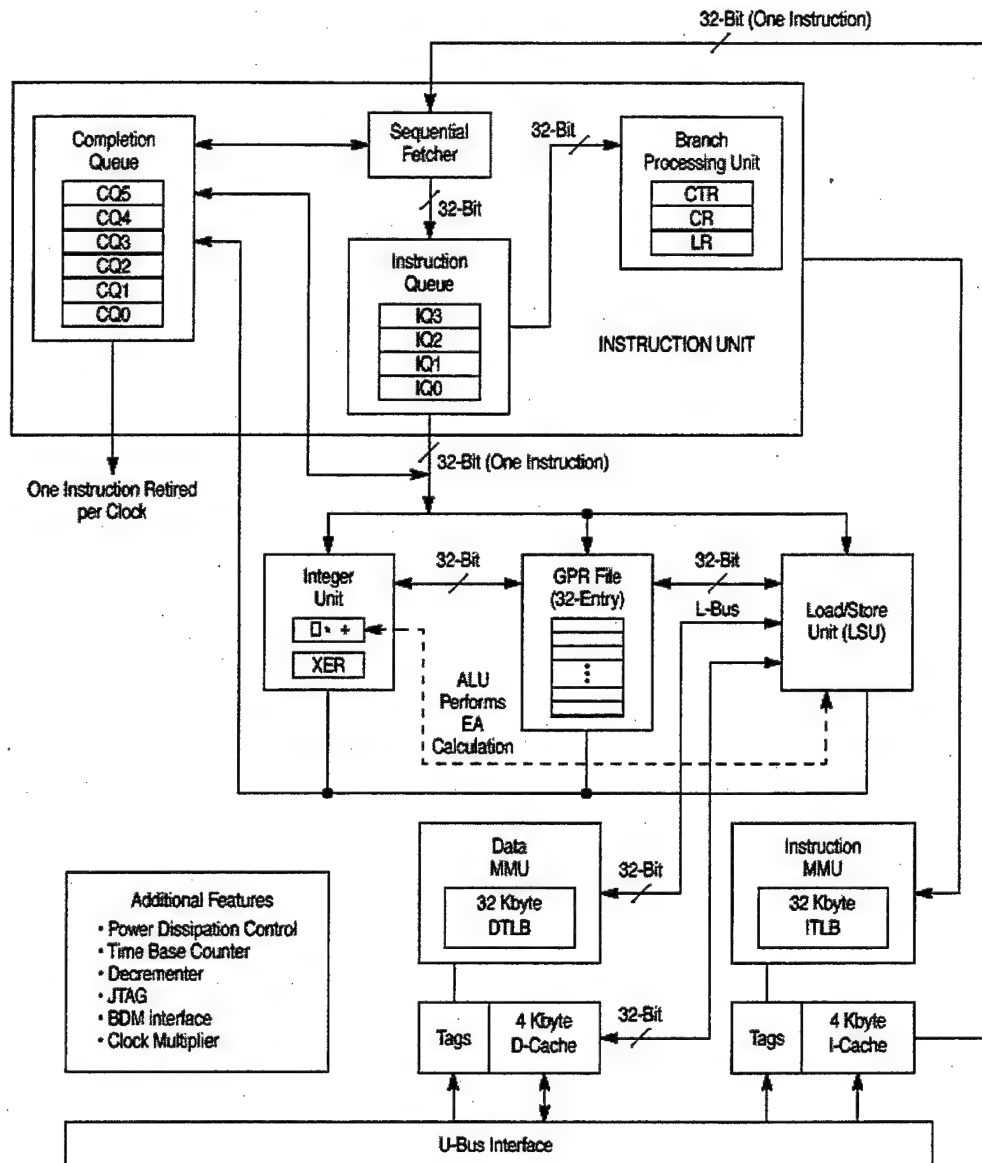 32-Bit (One Instruction)
Completion
Queue
CQ5
CQ4
CQ3
CQ2
CQ1
CQ0
Sequential
Fetcher
32-Bit
Instruction
Queue
IQ3
IQ2
IQ1
IQ0
32-Bit
Branch
Processing Unit
CTR
CR
LR
INSTRUCTION UNIT
32-Bit (One Instruction)
One Instruction Retired
per Clock
Integer
Unit
* +
XER
32-Bit
GPR File
(32-Entry)
32-Bit
L-Bus
Load/Store
Unit (LSU)
ALU
Performs
EA
Calculation
Data
MMU
32 Kbyte
DTLB
32-Bit
Instruction
MMU
32 Kbyte
ITLB
Additional Features
• Power Dissipation Control
• Time Base Counter
• Decrementer
• JTAG
• BDM interface
• Clock Multiplier
Tags
4 Kbyte
D-Cache
32-Bit
Tags
4 Kbyte
I-Cache
U-Bus Interface